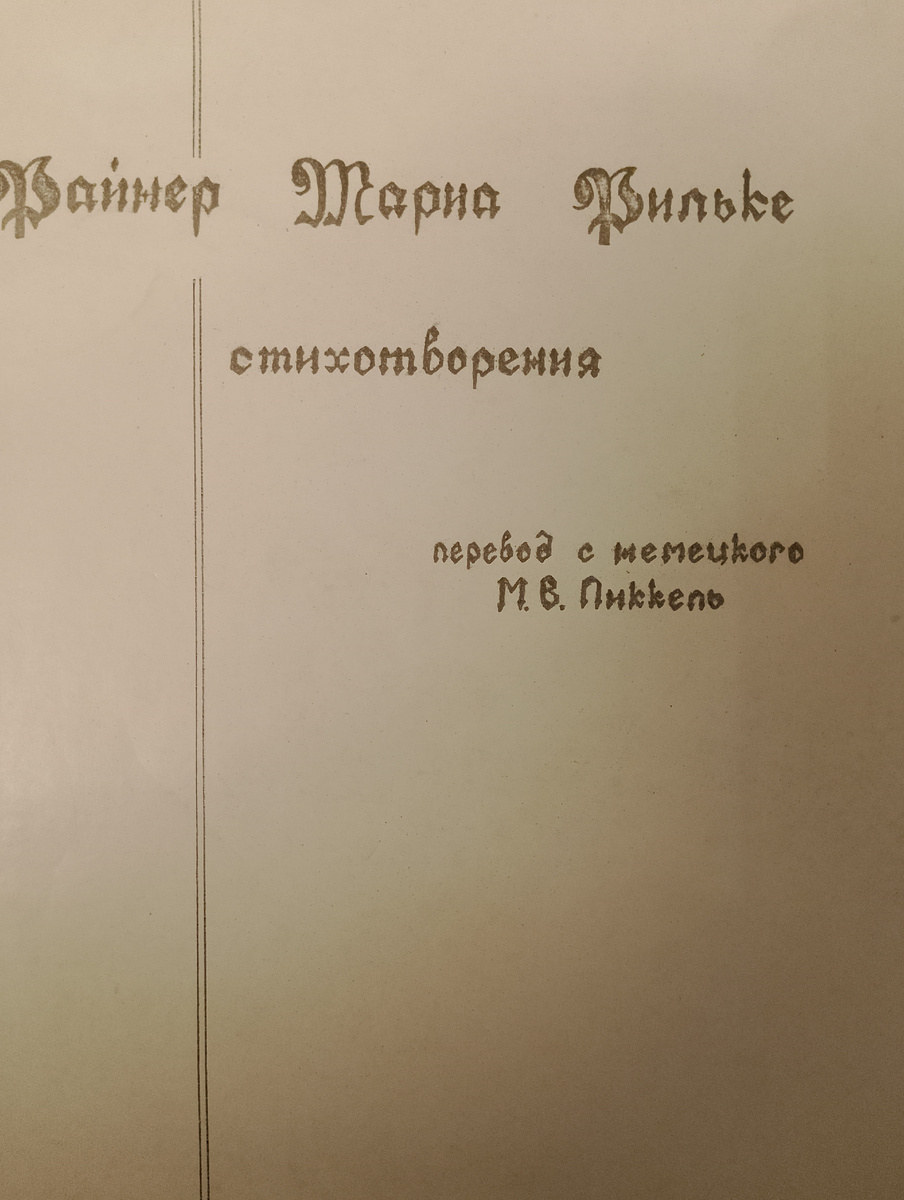 Райнер Мариа Рильке
стихотворения
перевод с немецкого
М. В. Пиккель